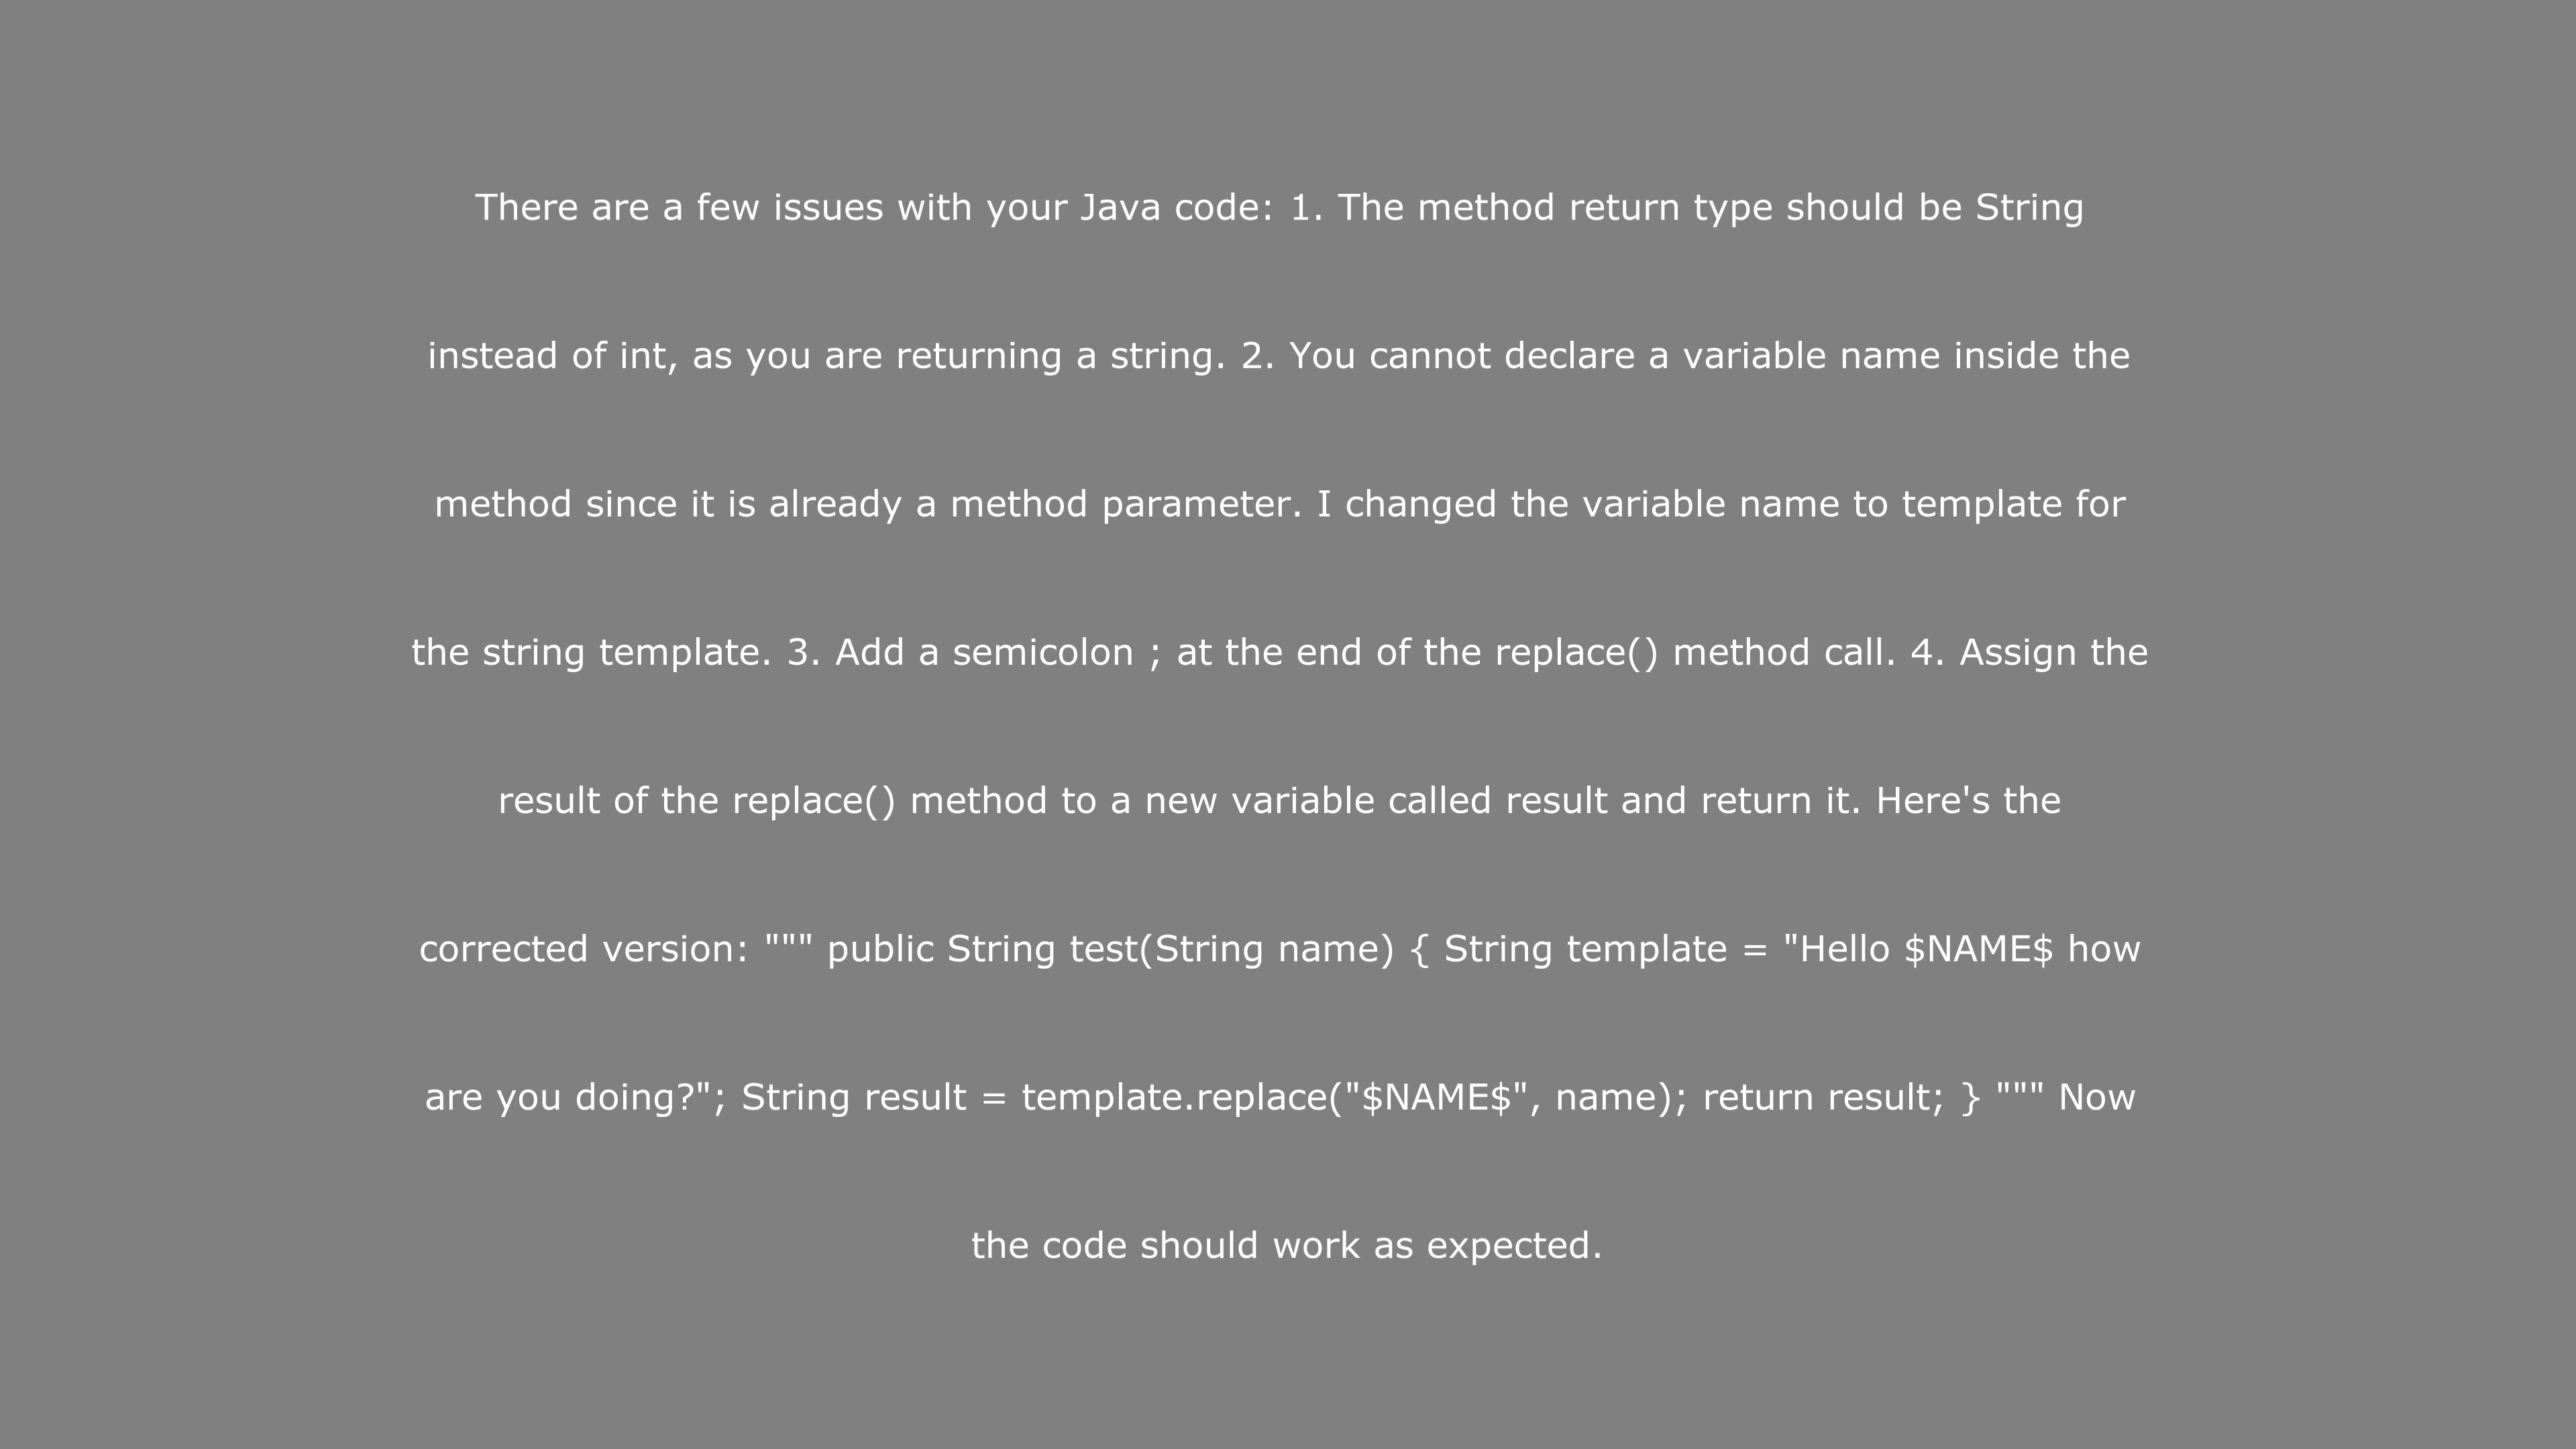 There are a few issues with your Java code: 1. The method return type should be String
instead of int, as you are returning a string. 2. You cannot declare a variable name inside the
method since it is already a method parameter. I changed the variable name to template for
the string template. 3. Add a semicolon ; at the end of the replace() method call. 4. Assign the
result of the replace() method to a new variable called result and return it. Here's the
corrected version: """ public String test(String name) { String template = "Hello $NAME$ how
are you doing?"; String result = template.replace("$NAME$", name); return result; } """ Now
the code should work as expected.